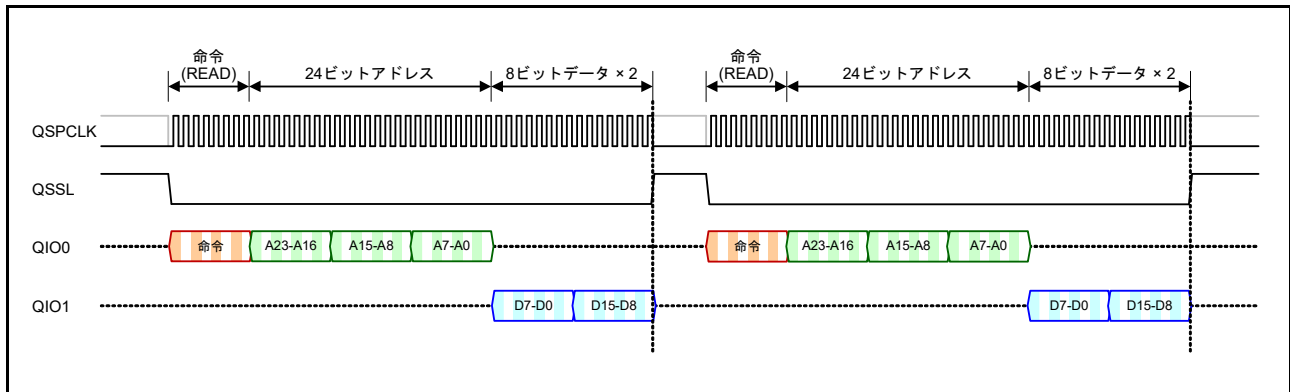 命令
(READ)
24ビットアドレス
8ビットデータ × 2
命令
(READ)
24ビットアドレス
8ビットデータ × 2
QSPCLK
QSSL
QIO0
命令
A23-A16
A15-A8
A7-A0
命令
A23-A16
A15-A8
A7-A0
QIO1
D7-D0
D15-D8
D7-D0
D15-D8